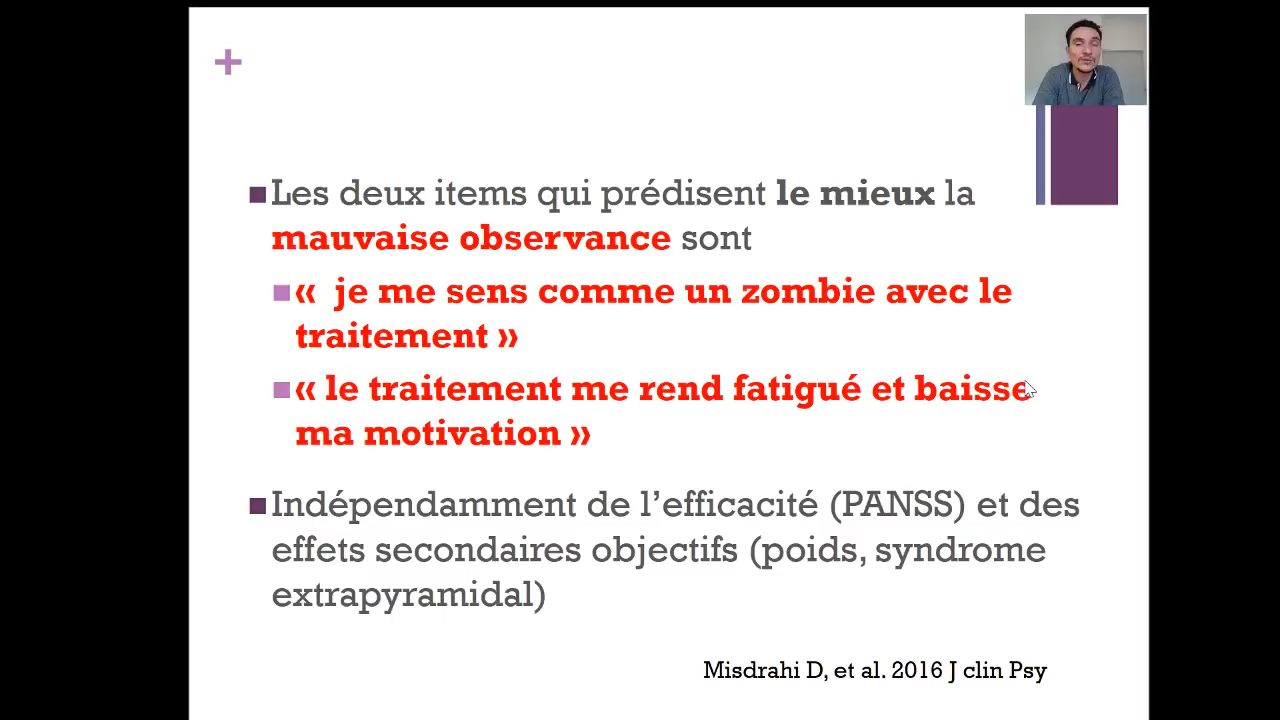 Les deux items qui prédisent le mieux la
mauvaise observance sont
«  je me sens comme un zombie avec le
traitement »
« le traitement me rend fatigué et baisse
ma motivation »
Indépendamment de l’efficacité (PANSS) et des
effets secondaires objectifs (poids, syndrome
extrapyramidal)
Misdrahi D, et al. 2016 J clin Psy